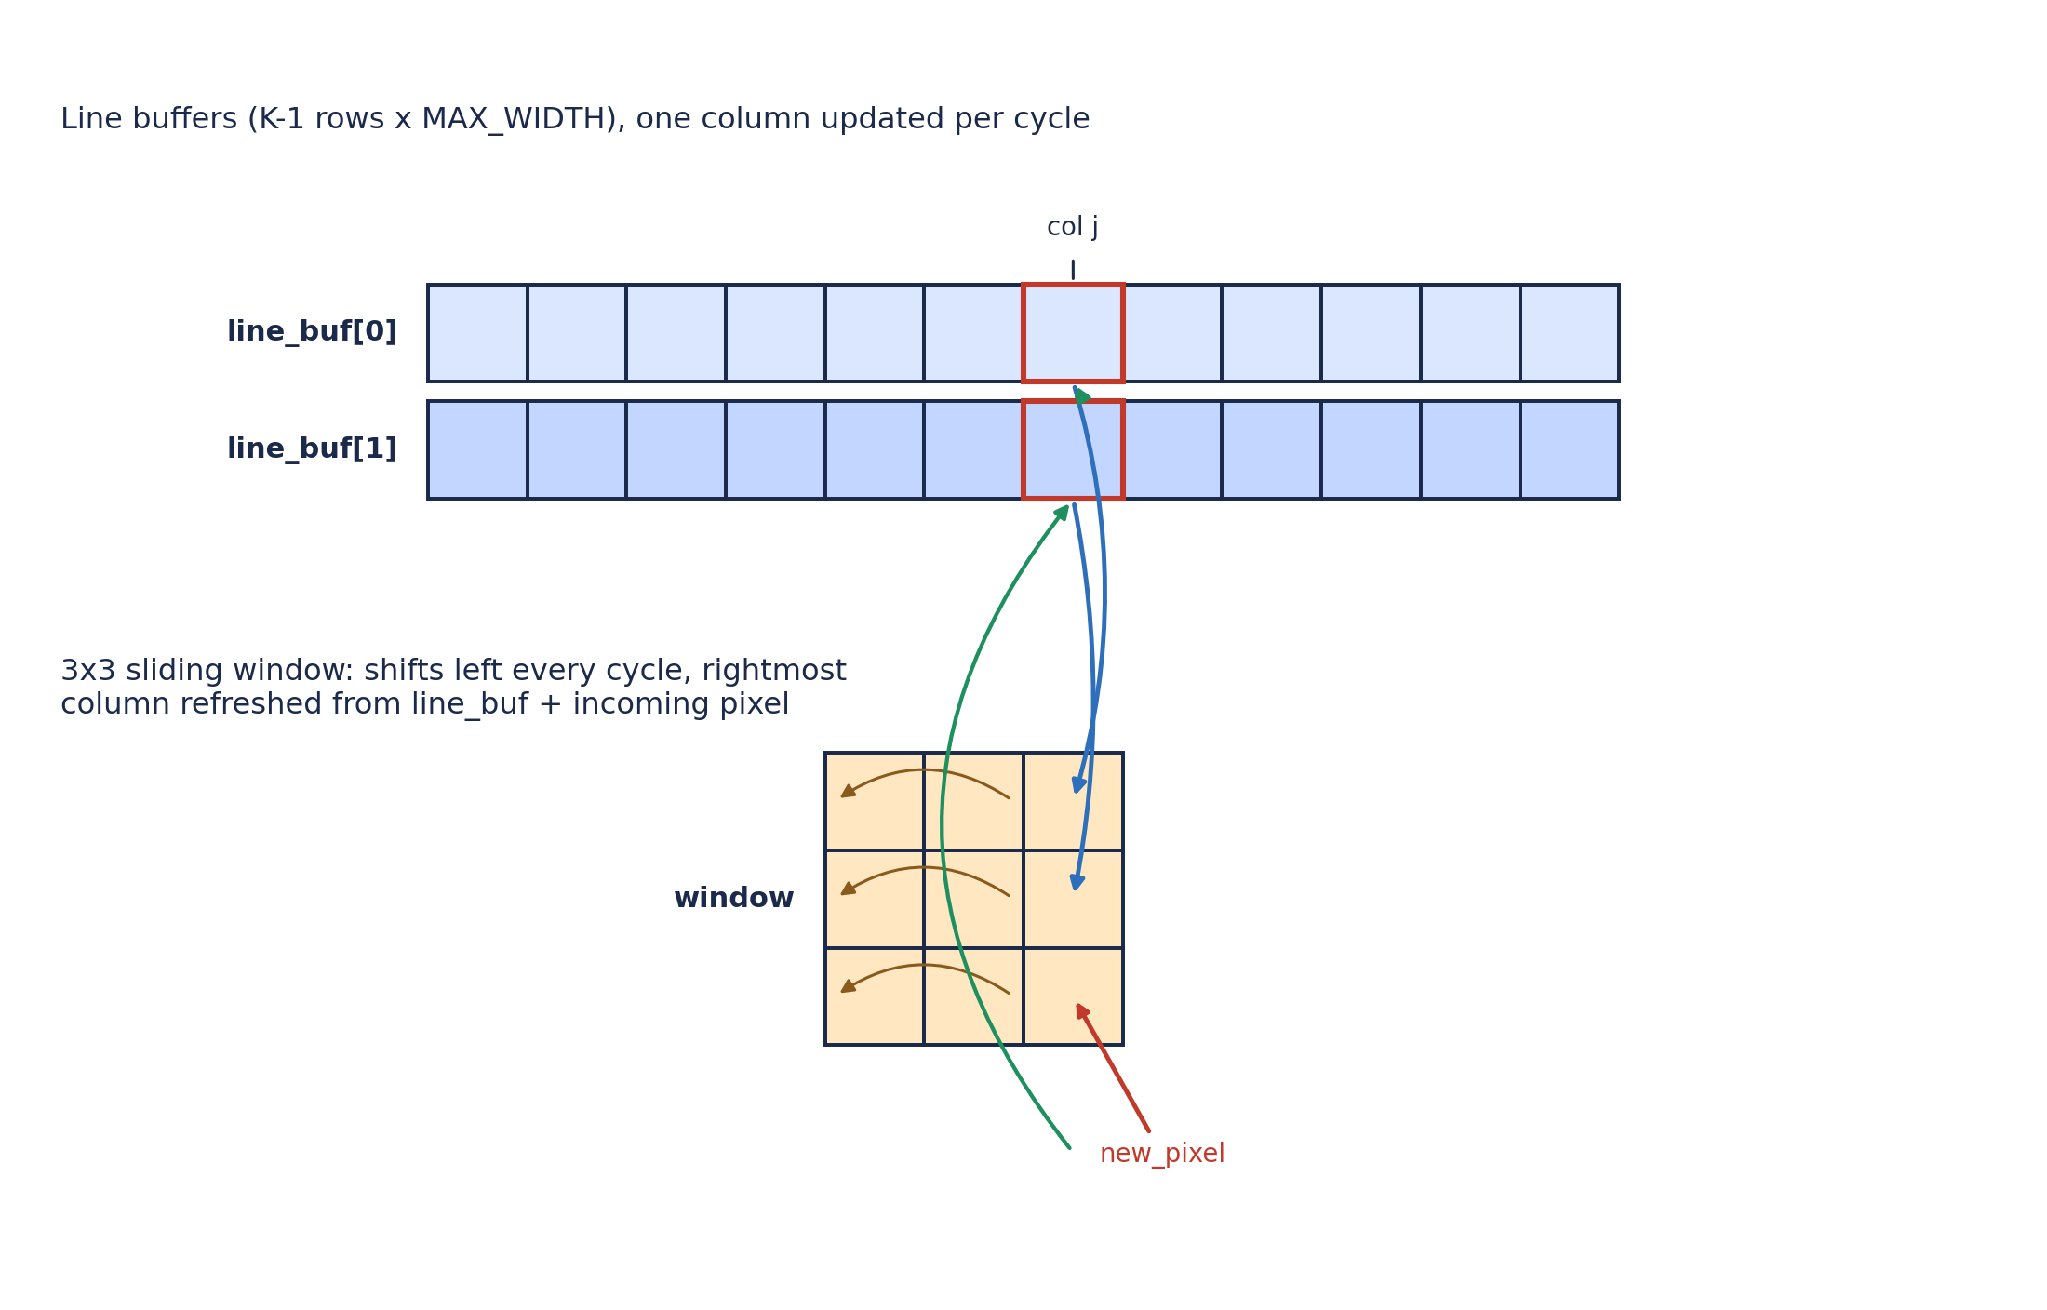 Line buffers (K-1 rows x MAX_WIDTH), one column updated per cycle
col j
line_buf[0]
line_buf[1]
3x3 sliding window: shifts left every cycle, rightmost
column refreshed from line_buf + incoming pixel
window
new_pixel